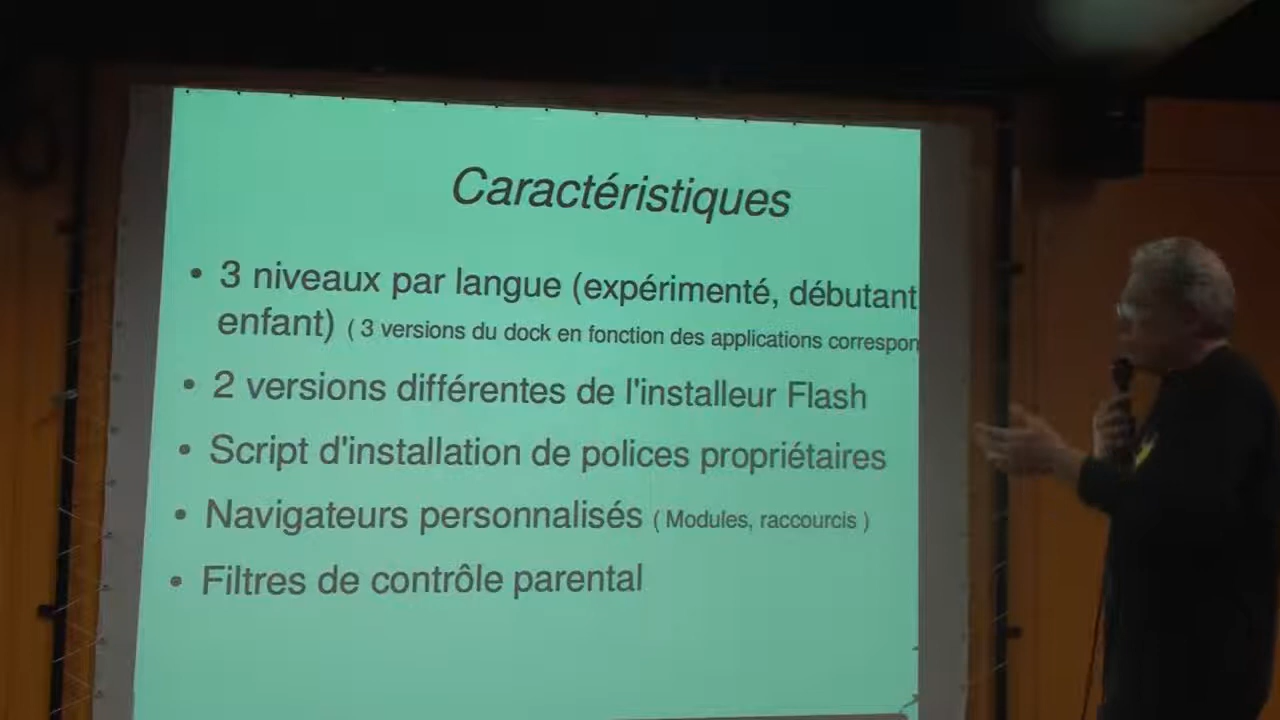 Caractéristiques
• 3 niveaux par langue (expérimenté, débutant
enfant) ( 3 versions du dock en fonction des applications correspon
• 2 versions différentes de l'installeur Flash
• Script d'installation de polices propriétaires
• Navigateurs personnalisés ( Modules, raccourcis )
• Filtres de contrôle parental